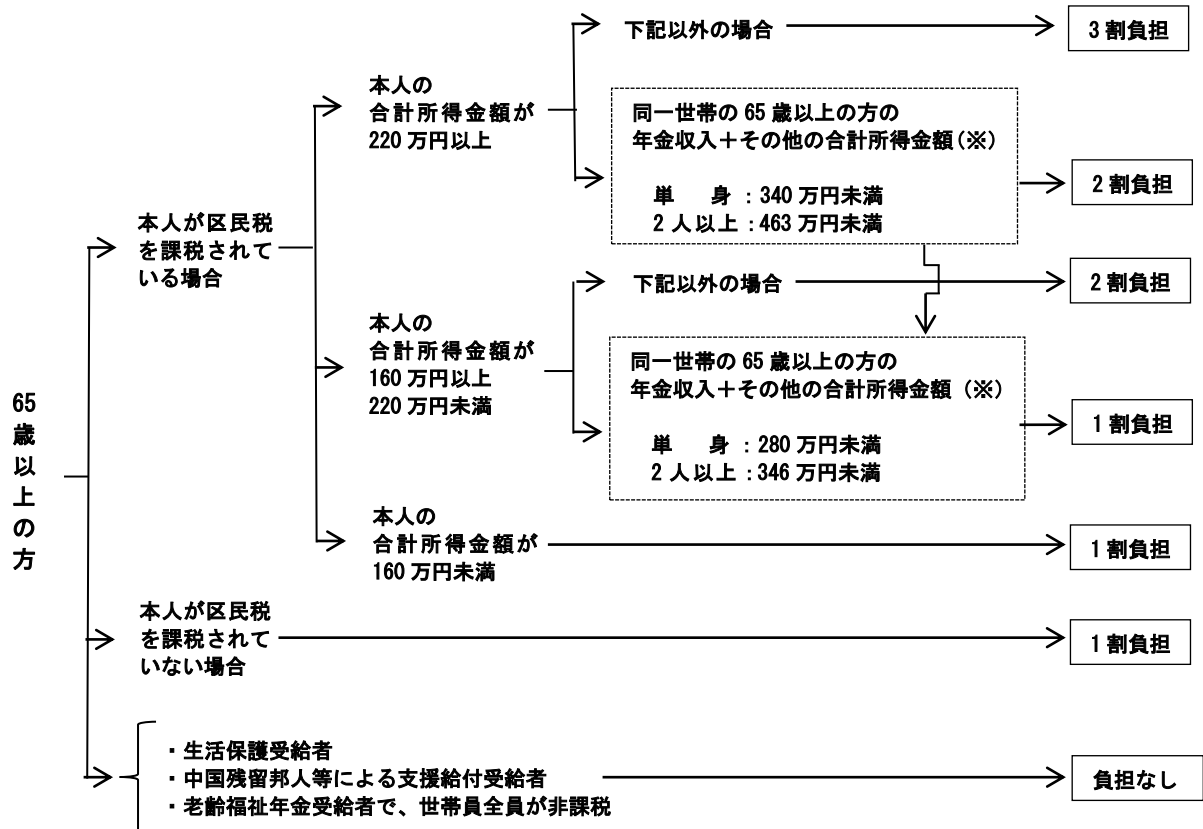 65
歳
以
上
の
方
本人が区民税
を課税されて
いる場合
本人の
合計所得金額が
220万円以上
下記以外の場合
3割負担
同一世帯の65歳以上の方の
年金収入＋その他の合計所得金額(※)
単　身：340万円未満
2人以上：463万円未満
2割負担
本人の
合計所得金額が
160万円以上
220万円未満
下記以外の場合
2割負担
同一世帯の65歳以上の方の
年金収入＋その他の合計所得金額（※）
単　身：280万円未満
2人以上：346万円未満
1割負担
本人の
合計所得金額が
160万円未満
1割負担
本人が区民税
を課税されて
いない場合
1割負担
・生活保護受給者
・中国残留邦人等による支援給付受給者
・老齢福祉年金受給者で、世帯員全員が非課税
負担なし